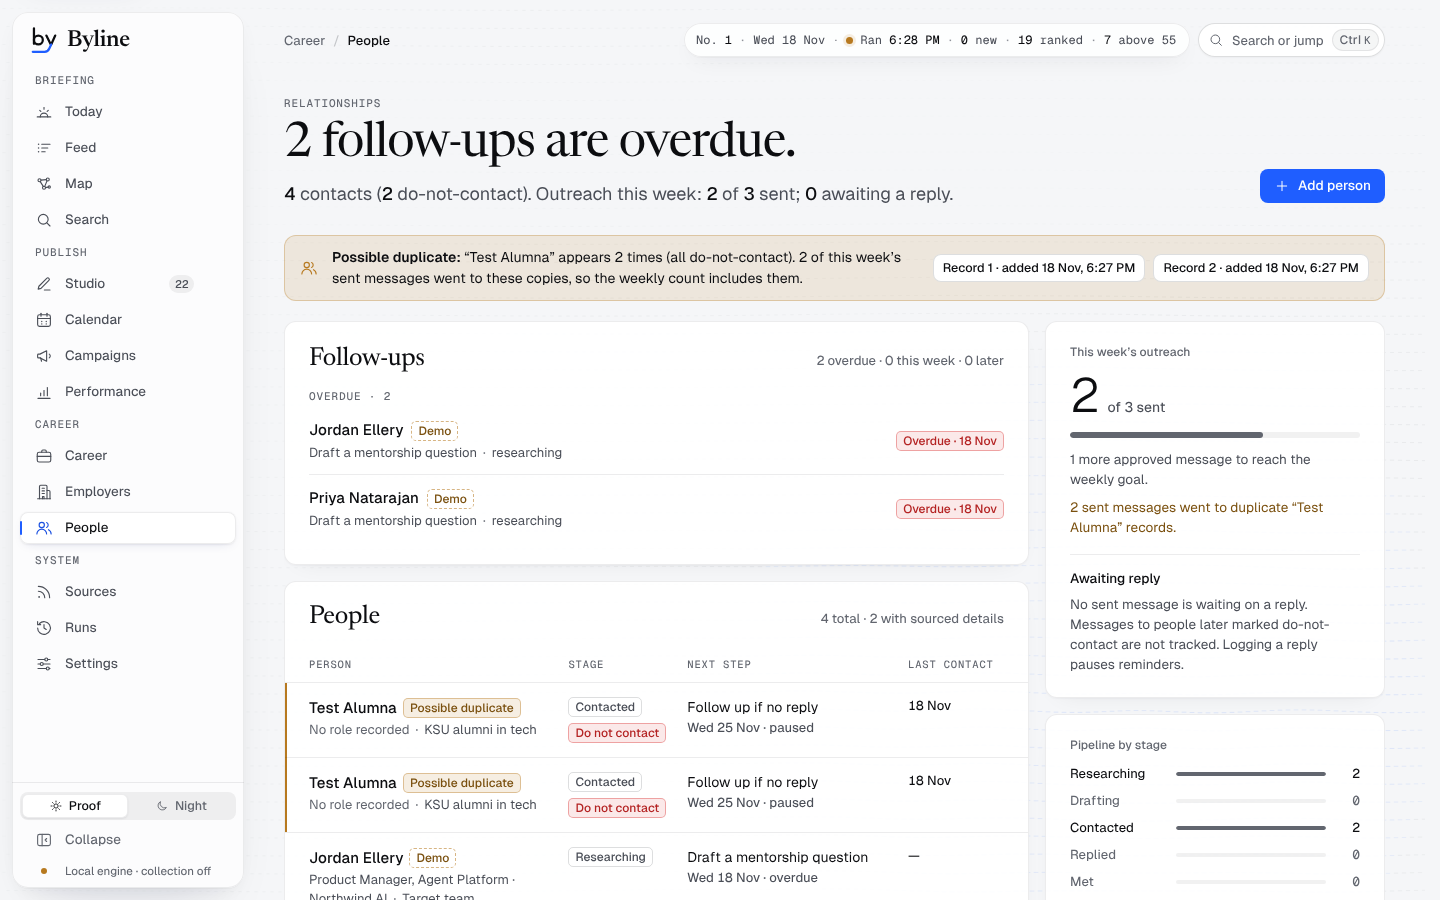 by Byline
BRIEFING
Today
Feed
Map
Search
PUBLISH
Studio 22
Calendar
Campaigns
Performance
CAREER
Career
Employers
People
SYSTEM
Sources
Runs
Settings
Proof Night
Collapse
Local engine · collection off
Career / People
No. 1 · Wed 18 Nov · Ran 6:28 PM · 0 new · 19 ranked · 7 above 55
Search or jump Ctrl K
RELATIONSHIPS
2 follow-ups are overdue.
4 contacts (2 do-not-contact). Outreach this week: 2 of 3 sent; 0 awaiting a reply.
Add person
Possible duplicate: “Test Alumna” appears 2 times (all do-not-contact). 2 of this week’s
sent messages went to these copies, so the weekly count includes them.
Record 1 · added 18 Nov, 6:27 PM
Record 2 · added 18 Nov, 6:27 PM
Follow-ups
2 overdue · 0 this week · 0 later
OVERDUE · 2
Jordan Ellery Demo
Draft a mentorship question · researching
Overdue · 18 Nov
Priya Natarajan Demo
Draft a mentorship question · researching
Overdue · 18 Nov
People
4 total · 2 with sourced details
PERSON STAGE NEXT STEP LAST CONTACT
Test Alumna Possible duplicate Contacted Follow up if no reply 18 Nov
No role recorded · KSU alumni in tech Do not contact Wed 25 Nov · paused
Test Alumna Possible duplicate Contacted Follow up if no reply 18 Nov
No role recorded · KSU alumni in tech Do not contact Wed 25 Nov · paused
Jordan Ellery Demo Researching Draft a mentorship question —
Product Manager, Agent Platform · Wed 18 Nov · overdue
Northwind AI · Target team
This week’s outreach
2 of 3 sent
1 more approved message to reach the
weekly goal.
2 sent messages went to duplicate “Test
Alumna” records.
Awaiting reply
No sent message is waiting on a reply.
Messages to people later marked do-not-
contact are not tracked. Logging a reply
pauses reminders.
Pipeline by stage
Researching 2
Drafting 0
Contacted 2
Replied 0
Met 0